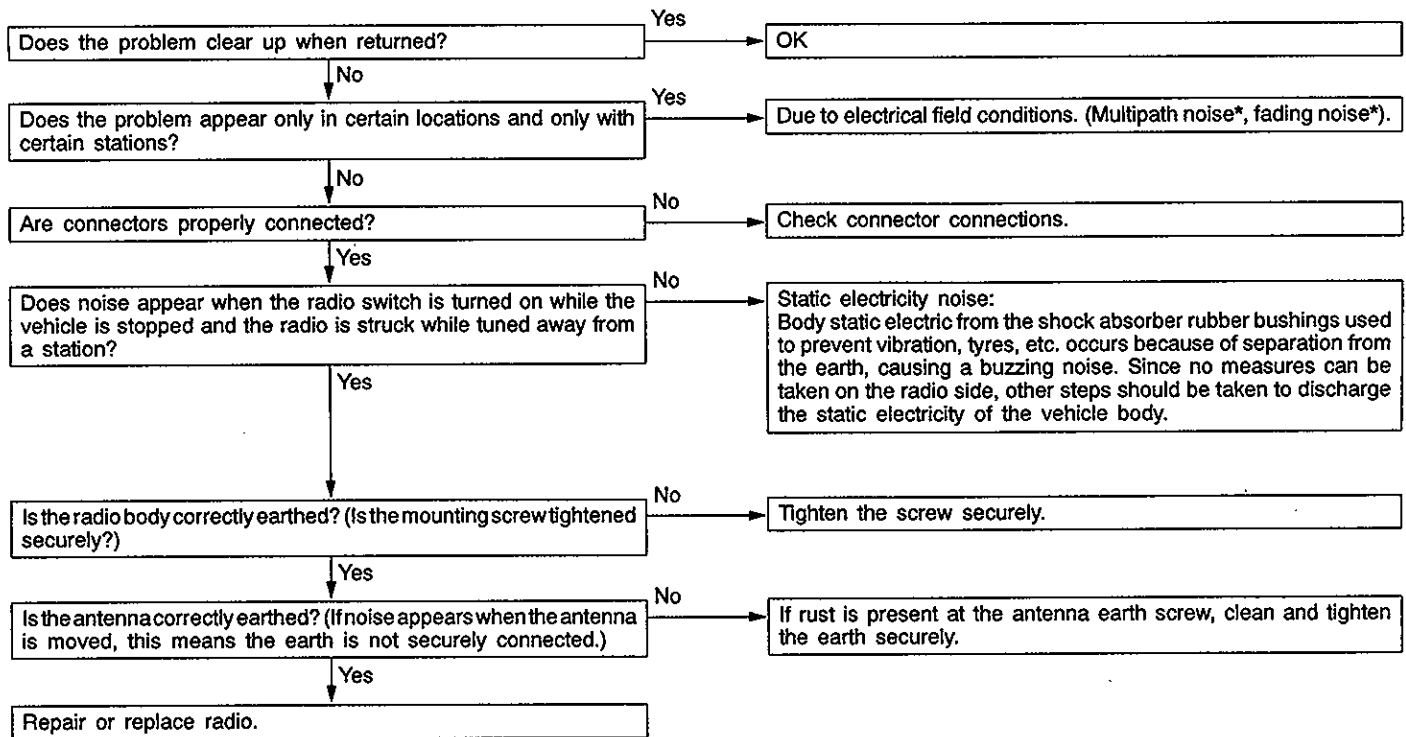 Does the problem clear up when returned?
Yes
OK
No
Does the problem appear only in certain locations and only with
certain stations?
Yes
Due to electrical field conditions. (Multipath noise*, fading noise*).
No
Are connectors properly connected?
No
Check connector connections.
Yes
Does noise appear when the radio switch is turned on while the
vehicle is stopped and the radio is struck while tuned away from
a station?
No
Static electricity noise:
Body static electric from the shock absorber rubber bushings used
to prevent vibration, tyres, etc. occurs because of separation from
the earth, causing a buzzing noise. Since no measures can be
taken on the radio side, other steps should be taken to discharge
the static electricity of the vehicle body.
Yes
Is the radio body correctly earthed? (Is the mounting screw tightened
securely?)
No
Tighten the screw securely.
Yes
Is the antenna correctly earthed? (If noise appears when the antenna
is moved, this means the earth is not securely connected.)
No
If rust is present at the antenna earth screw, clean and tighten
the earth securely.
Yes
Repair or replace radio.